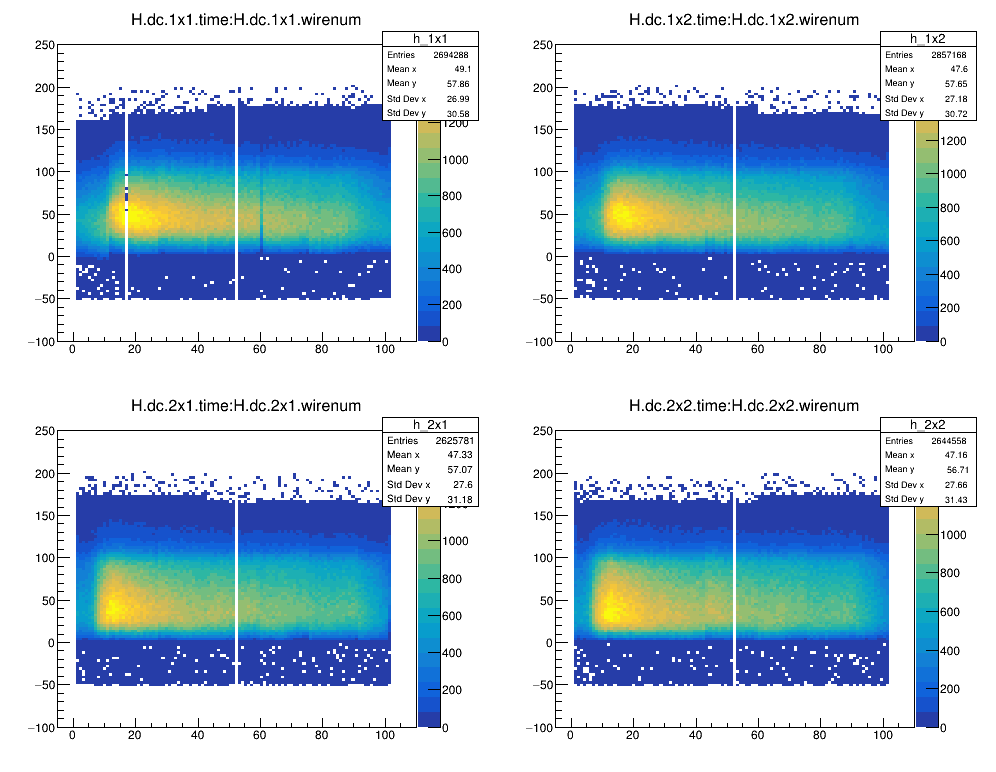 H.dc.1x1.time:H.dc.1x1.wirenum
h_1x1
Entries 2694288
Mean x 49.1
Mean y 57.86
Std Dev x 26.99
Std Dev y 30.58
250
200
150
100
50
0
−50
−100
0 20 40 60 80 100
1200
1000
800
600
400
200
0
H.dc.1x2.time:H.dc.1x2.wirenum
h_1x2
Entries 2857168
Mean x 47.6
Mean y 57.65
Std Dev x 27.18
Std Dev y 30.72
250
200
150
100
50
0
−50
−100
0 20 40 60 80 100
1200
1000
800
600
400
200
0
H.dc.2x1.time:H.dc.2x1.wirenum
h_2x1
Entries 2625781
Mean x 47.33
Mean y 57.07
Std Dev x 27.6
Std Dev y 31.18
250
200
150
100
50
0
−50
−100
0 20 40 60 80 100
1000
800
600
400
200
0
H.dc.2x2.time:H.dc.2x2.wirenum
h_2x2
Entries 2644558
Mean x 47.16
Mean y 56.71
Std Dev x 27.66
Std Dev y 31.43
250
200
150
100
50
0
−50
−100
0 20 40 60 80 100
1000
800
600
400
200
0